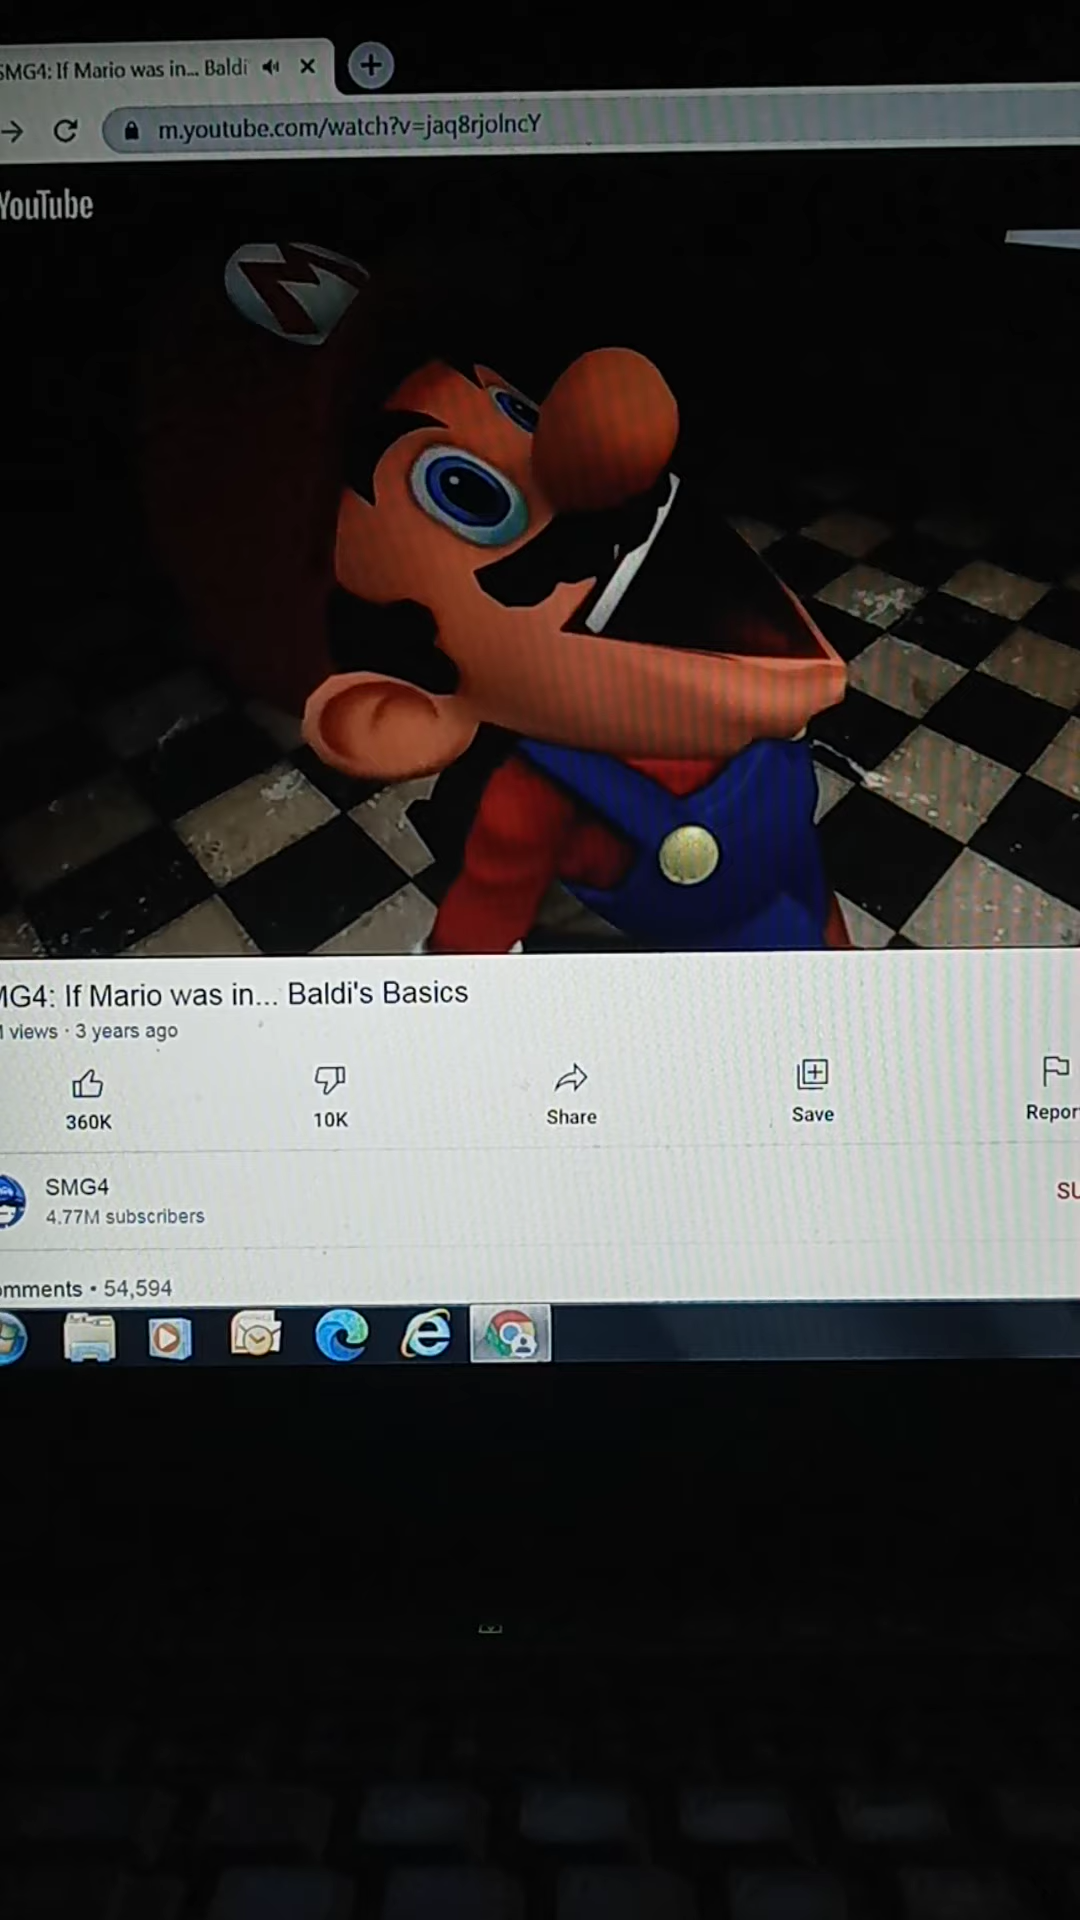 SMG4: If Mario was in... Baldi
m.youtube.com/watch?v=jaq8rjolncY
YouTube
M
MG4: If Mario was in... Baldi's Basics
views · 3 years ago
360K
10K
Share
Save
Repor
SMG4
4.77M subscribers
SU
omments • 54,594